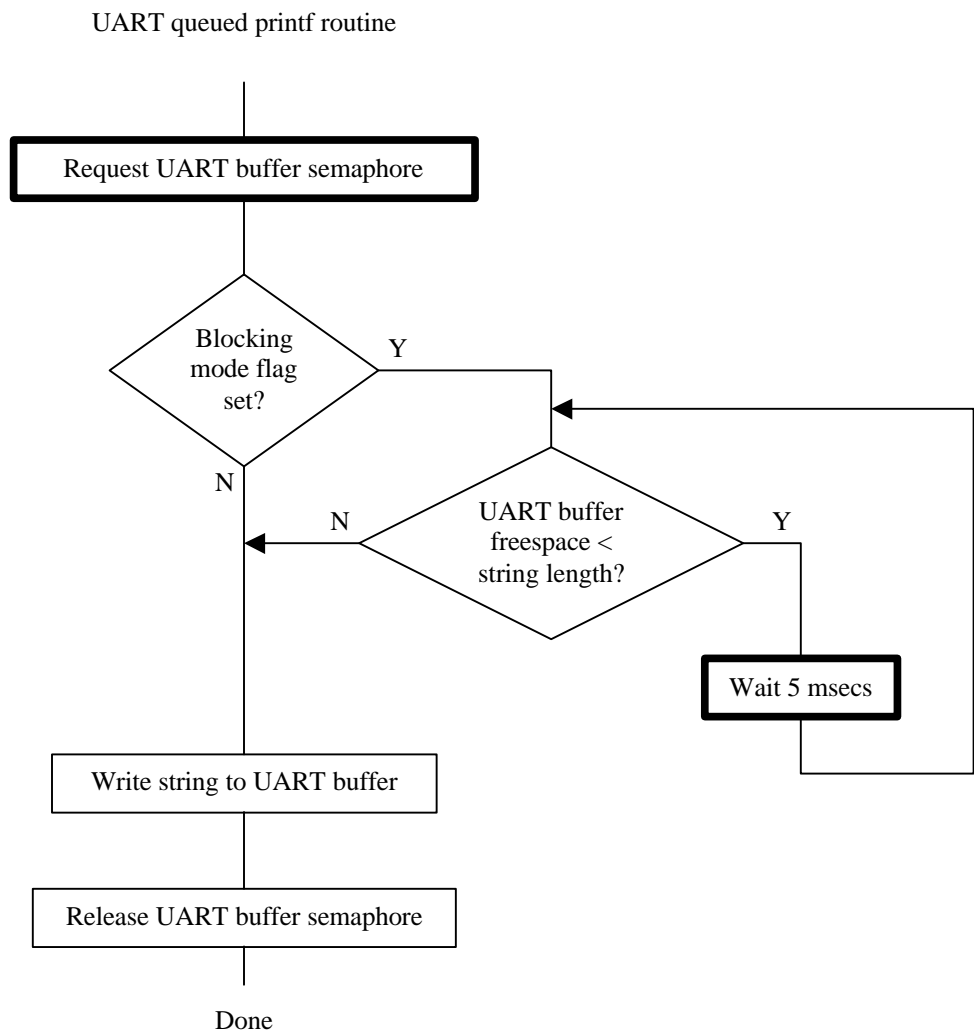 UART queued printf routine
Request UART buffer semaphore
Blocking
mode flag
set?
Y
N
UART buffer
freespace <
string length?
N
Y
Wait 5 msecs
Write string to UART buffer
Release UART buffer semaphore
Done